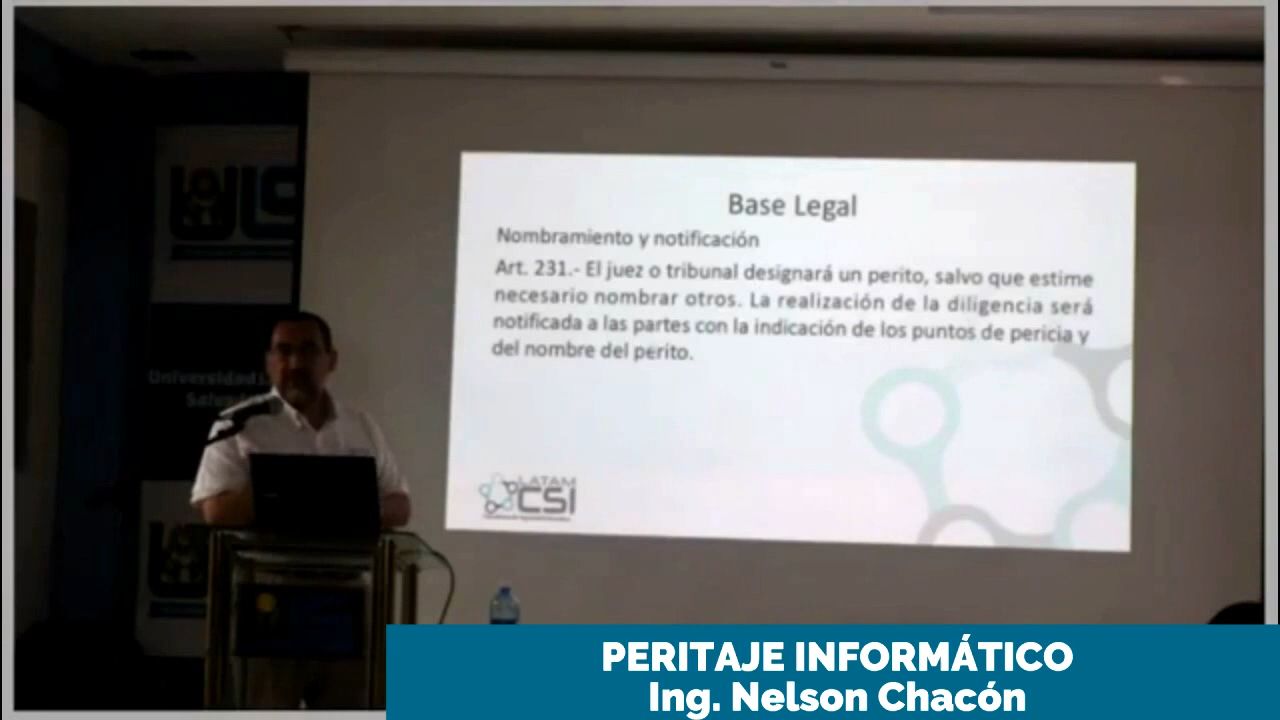 Base Legal
Nombramiento y notificación
Art. 231.- El juez o tribunal designará un perito, salvo que estime
necesario nombrar otros. La realización de la diligencia será
notificada a las partes con la indicación de los puntos de pericia y
del nombre del perito.
LATAM
CSI
Universidad
Salvad
PERITAJE INFORMÁTICO
Ing. Nelson Chacón